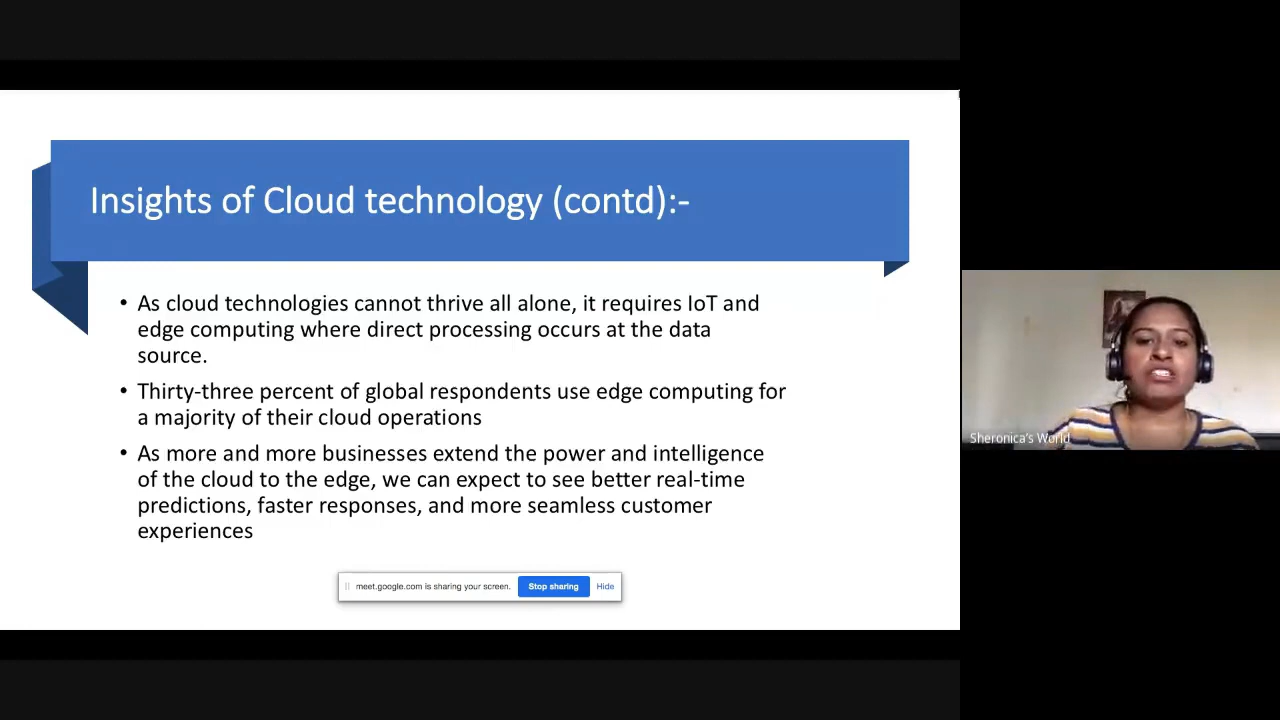 Insights of Cloud technology (contd):-
• As cloud technologies cannot thrive all alone, it requires IoT and
edge computing where direct processing occurs at the data
source.
• Thirty-three percent of global respondents use edge computing for
a majority of their cloud operations
• As more and more businesses extend the power and intelligence
of the cloud to the edge, we can expect to see better real-time
predictions, faster responses, and more seamless customer
experiences
meet.google.com is sharing your screen. Stop sharing Hide
Sheronica's World